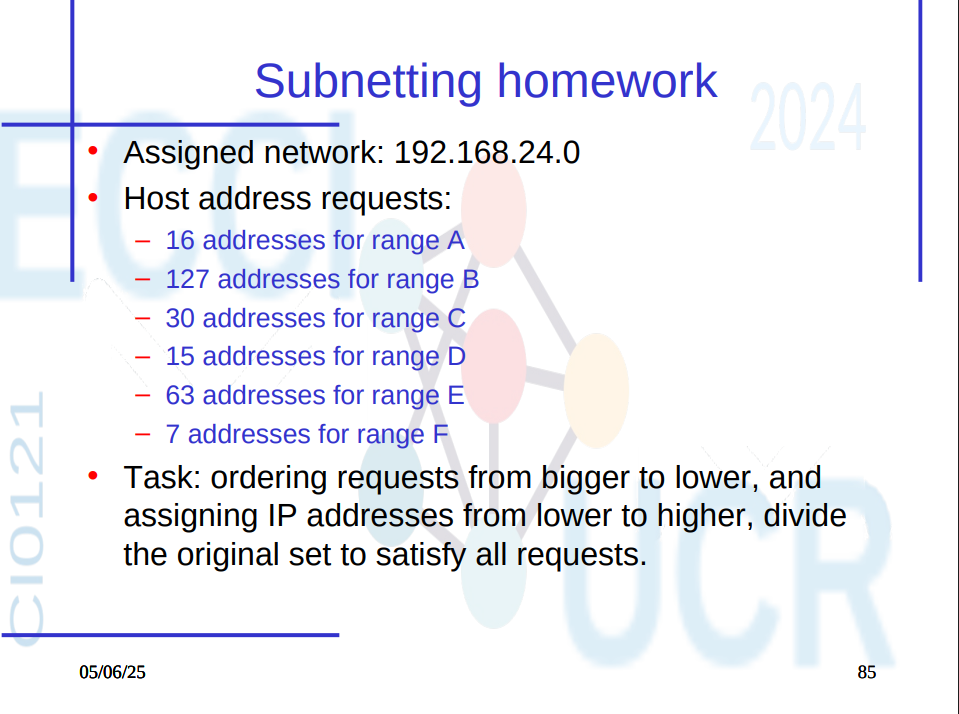 Subnetting homework
2024
• Assigned network: 192.168.24.0
• Host address requests:
– 16 addresses for range A
– 127 addresses for range B
– 30 addresses for range C
– 15 addresses for range D
– 63 addresses for range E
– 7 addresses for range F
• Task: ordering requests from bigger to lower, and
assigning IP addresses from lower to higher, divide
the original set to satisfy all requests.
ECCI
UCR
CI0121
05/06/25
85